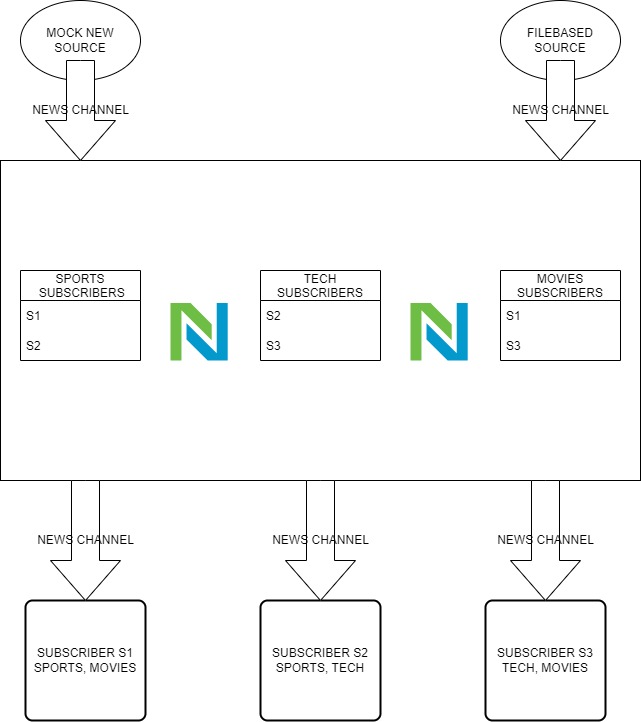 MOCK NEW
SOURCE
FILEBASED
SOURCE
NEWS CHANNEL
NEWS CHANNEL
SPORTS
SUBSCRIBERS
S1
S2
TECH
SUBSCRIBERS
S2
S3
MOVIES
SUBSCRIBERS
S1
S3
NEWS CHANNEL
NEWS CHANNEL
NEWS CHANNEL
SUBSCRIBER S1
SPORTS, MOVIES
SUBSCRIBER S2
SPORTS, TECH
SUBSCRIBER S3
TECH, MOVIES